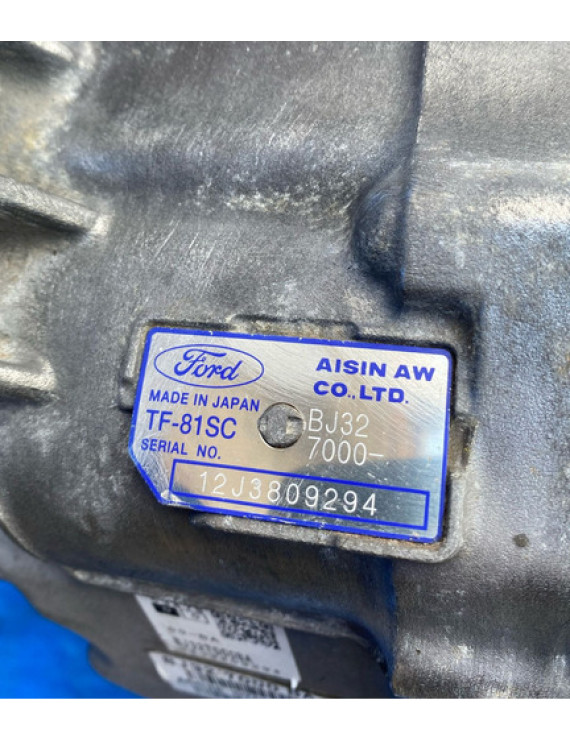 Ford
MADE IN JAPAN
TF-81SC
SERIAL NO.
AISIN AW
CO.,LTD.
BJ32
7000-
12J3809294